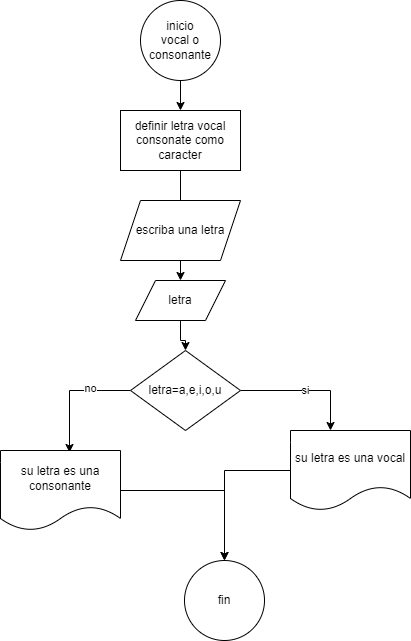 inicio
vocal o
consonante
definir letra vocal
consonate como
caracter
escriba una letra
letra
letra=a,e,i,o,u
no
si
su letra es una
consonante
su letra es una vocal
fin